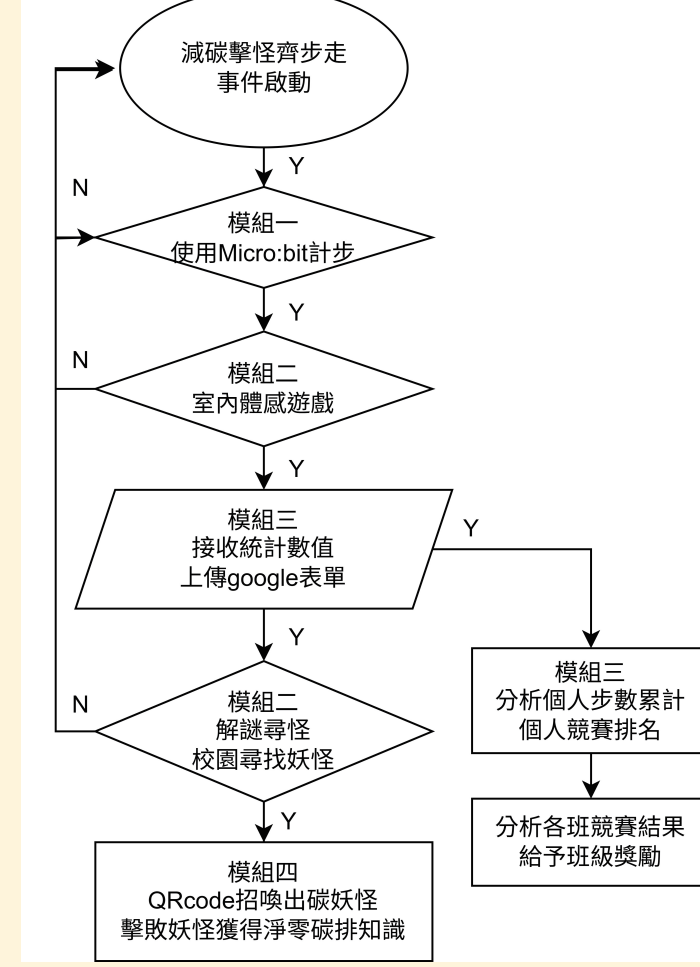 減碳擊怪齊步走
事件啟動
Y
N
模組一
使用Micro:bit計步
Y
N
模組二
室內體感遊戲
Y
模組三
接收統計數值
上傳google表單
Y
Y
N
模組二
解謎尋怪
校園尋找妖怪
Y
模組四
QRcode招喚出碳妖怪
擊敗妖怪獲得淨零碳排知識
模組三
分析個人步數累計
個人競賽排名
分析各班競賽結果
給予班級獎勵